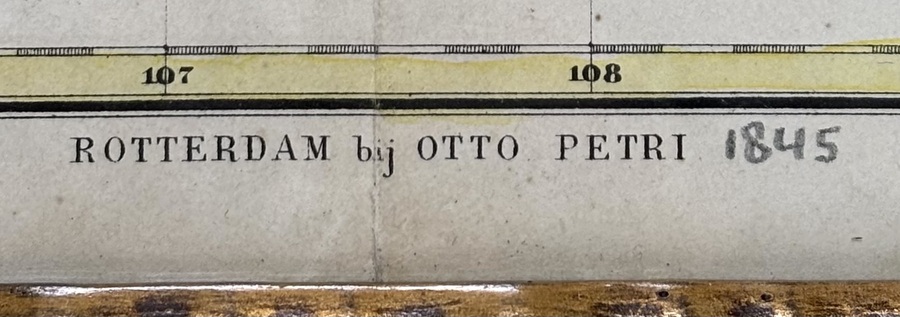 107 108
ROTTERDAM bij OTTO PETRI 1845